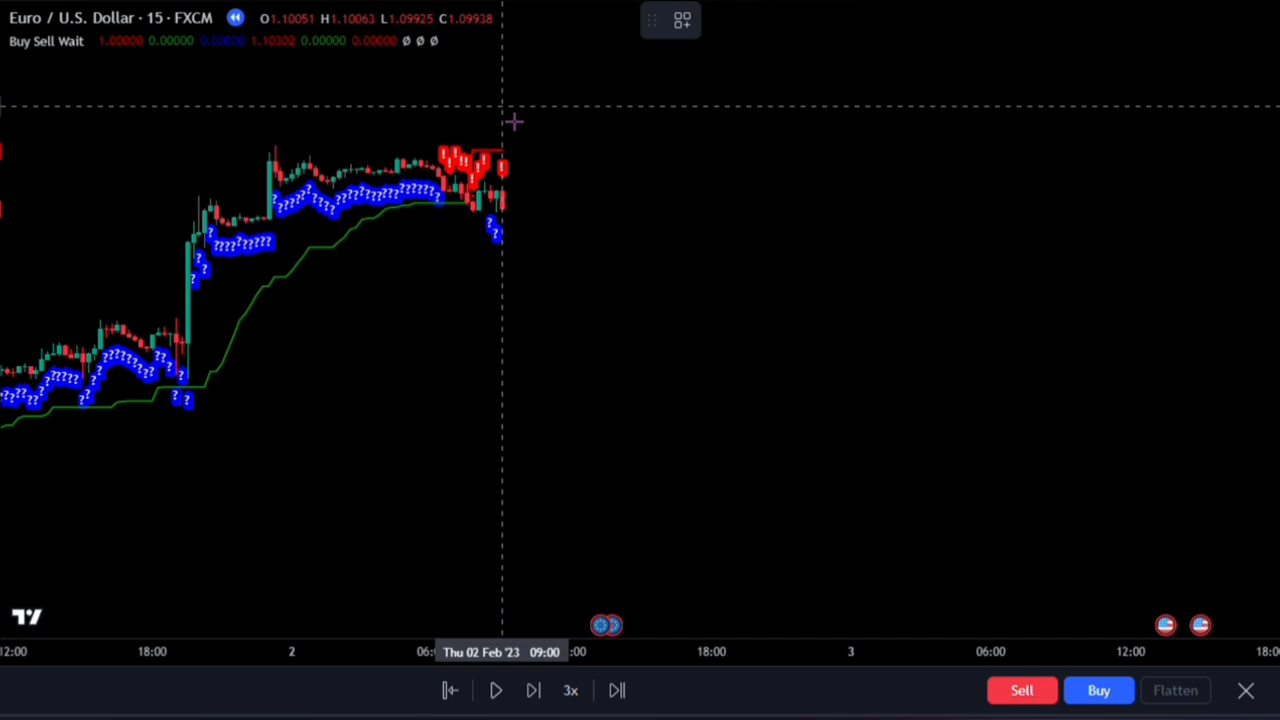 Euro / U.S. Dollar · 15 · FXCM O1.10051 H1.10063 L1.09925 C1.09938
Buy Sell Wait 1.00000 0.00000 0.00000 1.10302 0.00000 0.00000 Ø Ø Ø
12:00 18:00 2 06: Thu 02 Feb '23 09:00 :00 18:00 3 06:00 12:00 18:0
3x Sell Buy Flatten